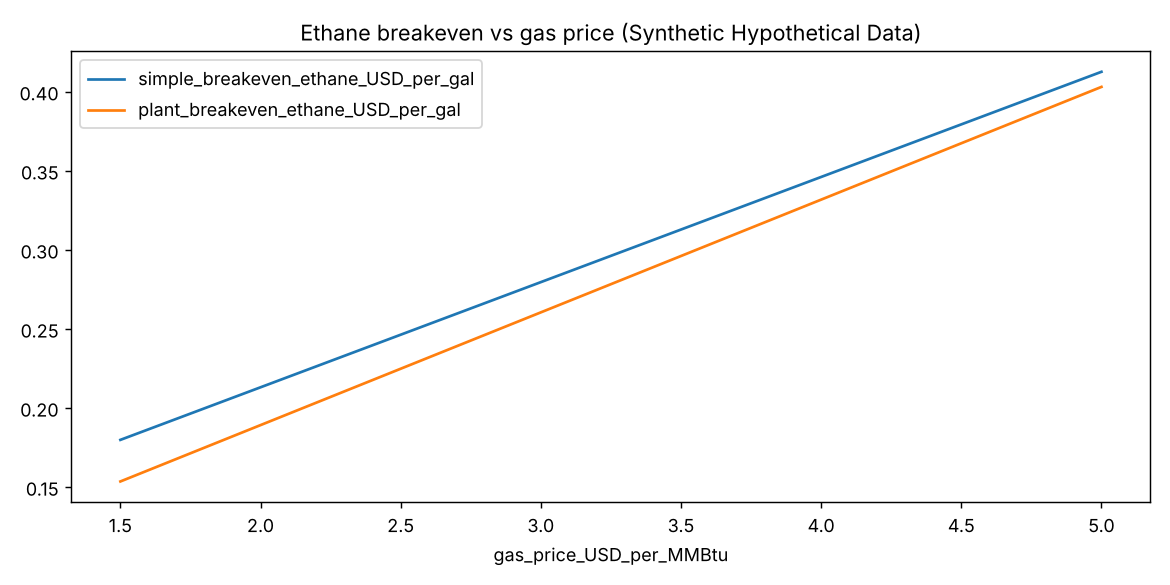 Ethane breakeven vs gas price (Synthetic Hypothetical Data)
simple_breakeven_ethane_USD_per_gal
plant_breakeven_ethane_USD_per_gal
0.40
0.35
0.30
0.25
0.20
0.15
1.5 2.0 2.5 3.0 3.5 4.0 4.5 5.0
gas_price_USD_per_MMBtu